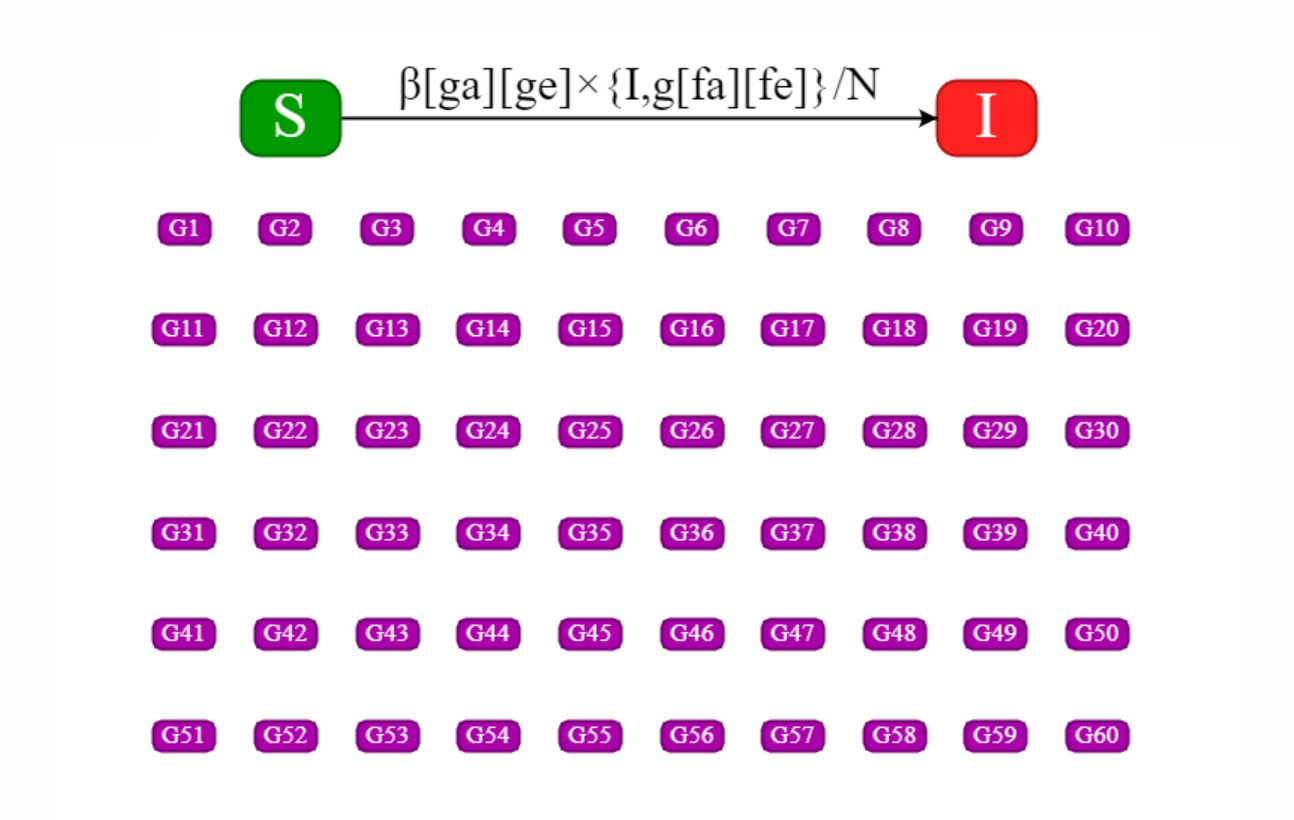 β[ga][ge]×{I,g[fa][fe]}/N
S I
G1 G2 G3 G4 G5 G6 G7 G8 G9 G10
G11 G12 G13 G14 G15 G16 G17 G18 G19 G20
G21 G22 G23 G24 G25 G26 G27 G28 G29 G30
G31 G32 G33 G34 G35 G36 G37 G38 G39 G40
G41 G42 G43 G44 G45 G46 G47 G48 G49 G50
G51 G52 G53 G54 G55 G56 G57 G58 G59 G60